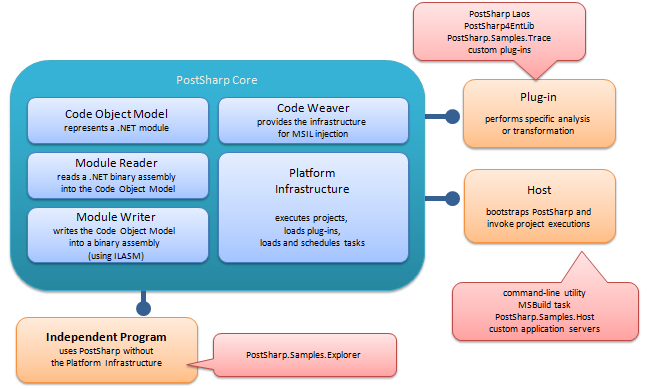 PostSharp Laos
PostSharp4EntLib
PostSharp.Samples.Trace
custom plug-ins
PostSharp Core
Code Object Model
represents a .NET module
Code Weaver
provides the infrastructure
for MSIL injection
Plug-in
performs specific analysis
or transformation
Module Reader
reads a .NET binary assembly
into the Code Object Model
Platform
Infrastructure
executes projects,
loads plug-ins,
loads and schedules tasks
Module Writer
writes the Code Object Model
into a binary assembly
(using ILASM)
Host
bootstraps PostSharp and
invoke project executions
command-line utility
MSBuild task
PostSharp.Samples.Host
custom application servers
Independent Program
uses PostSharp without
the Platform Infrastructure
PostSharp.Samples.Explorer